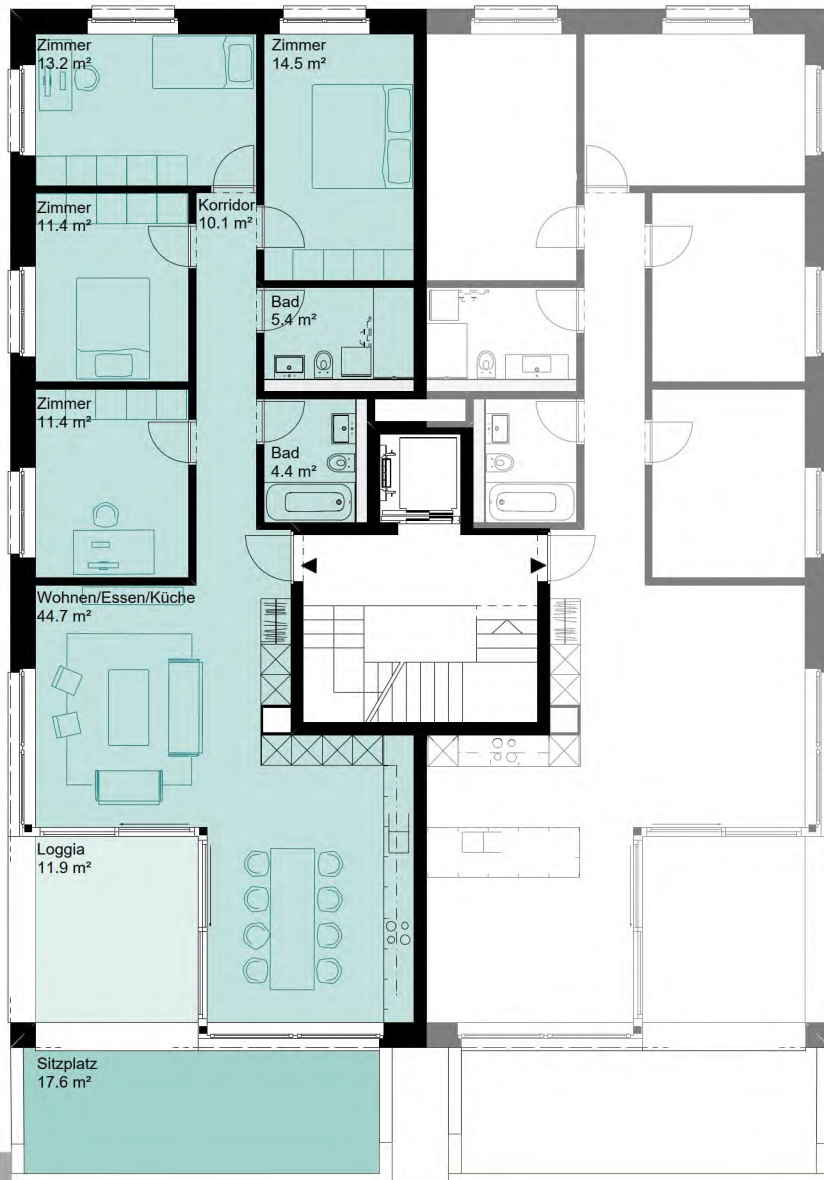 Zimmer
13.2 m²
Zimmer
14.5 m²
Zimmer
11.4 m²
Korridor
10.1 m²
Bad
5.4 m²
Zimmer
11.4 m²
Bad
4.4 m²
Wohnen/Essen/Küche
44.7 m²
Loggia
11.9 m²
Sitzplatz
17.6 m²